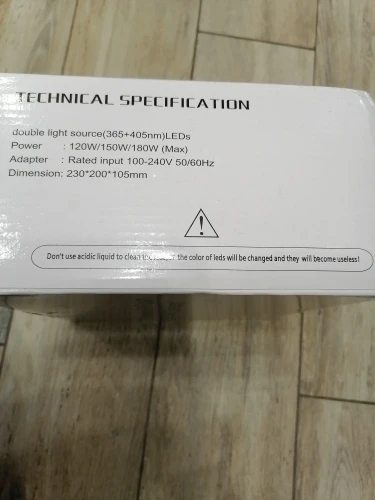 TECHNICAL SPECIFICATION
double light source(365+405nm)LEDs
Power : 120W/150W/180W (Max)
Adapter : Rated input 100-240V 50/60Hz
Dimension: 230*200*105mm
Don't use acidic liquid to clean the color of leds will be changed and they will become useless!